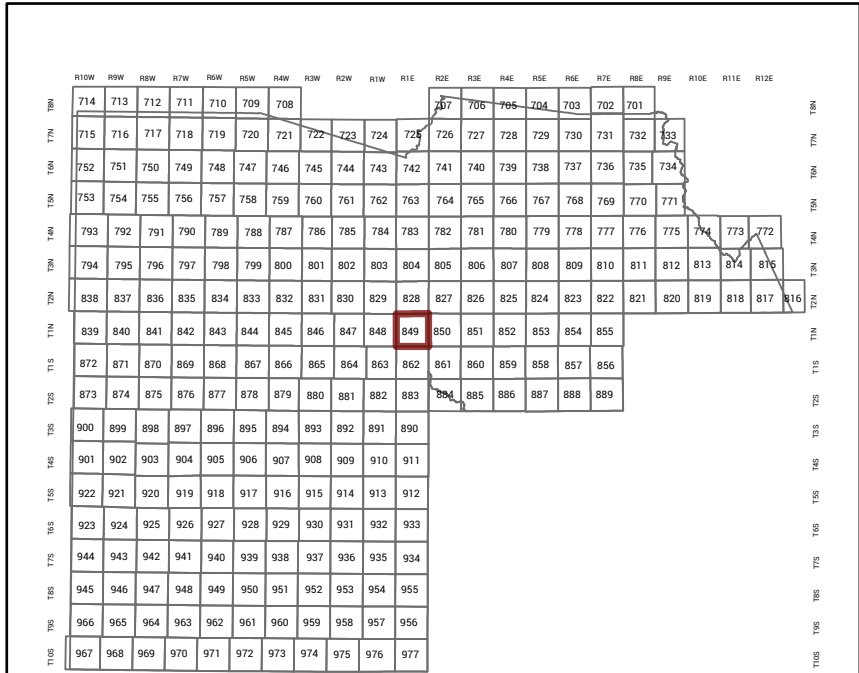 R10W R9W R8W R7W R6W R5W R4W R3W R2W R1W R1E R2E R3E R4E R5E R6E R7E R8E R9E R10E R11E R12E
T8N 714 713 712 711 710 709 708 707 706 705 704 703 702 701 T8N
T7N 715 716 717 718 719 720 721 722 723 724 725 726 727 728 729 730 731 732 733 T7N
T6N 752 751 750 749 748 747 746 745 744 743 742 741 740 739 738 737 736 735 734 T6N
T5N 753 754 755 756 757 758 759 760 761 762 763 764 765 766 767 768 769 770 771 T5N
T4N 793 792 791 790 789 788 787 786 785 784 783 782 781 780 779 778 777 776 775 774 773 772 T4N
T3N 794 795 796 797 798 799 800 801 802 803 804 805 806 807 808 809 810 811 812 813 814 815 T3N
T2N 838 837 836 835 834 833 832 831 830 829 828 827 826 825 824 823 822 821 820 819 818 817 816 T2N
T1N 839 840 841 842 843 844 845 846 847 848 849 850 851 852 853 854 855 T1N
T1S 872 871 870 869 868 867 866 865 864 863 862 861 860 859 858 857 856 T1S
T2S 873 874 875 876 877 878 879 880 881 882 883 884 885 886 887 888 889 T2S
T3S 900 899 898 897 896 895 894 893 892 891 890 T3S
T4S 901 902 903 904 905 906 907 908 909 910 911 T4S
T5S 922 921 920 919 918 917 916 915 914 913 912 T5S
T6S 923 924 925 926 927 928 929 930 931 932 933 T6S
T7S 944 943 942 941 940 939 938 937 936 935 934 T7S
T8S 945 946 947 948 949 950 951 952 953 954 955 T8S
T9S 966 965 964 963 962 961 960 959 958 957 956 T9S
T10S 967 968 969 970 971 972 973 974 975 976 977 T10S